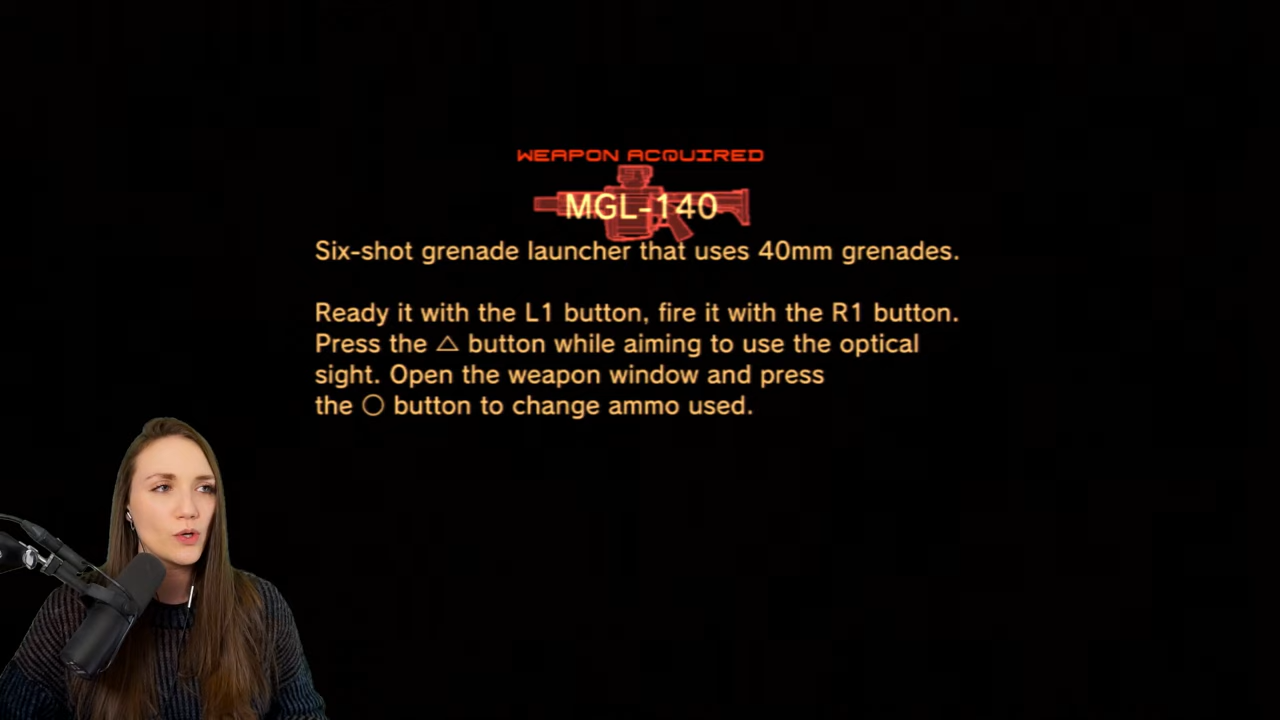 WEAPON ACQUIRED
MGL-140
Six-shot grenade launcher that uses 40mm grenades.
Ready it with the L1 button, fire it with the R1 button.
Press the △ button while aiming to use the optical
sight. Open the weapon window and press
the ○ button to change ammo used.